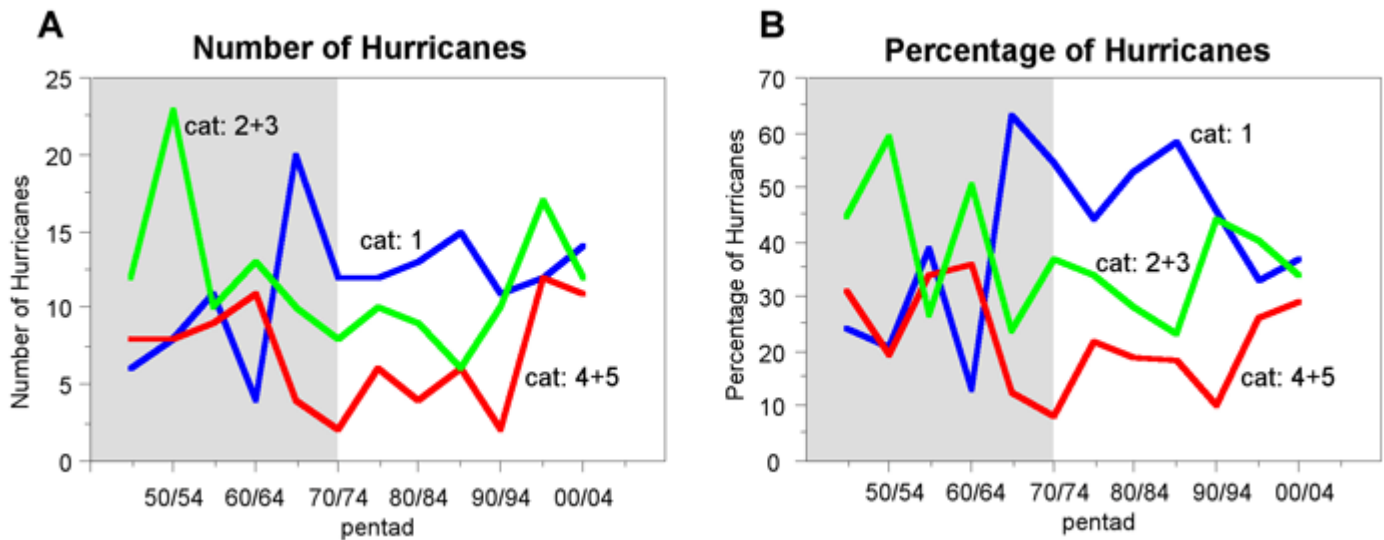 A
Number of Hurricanes
Number of Hurricanes
25
20
15
10
5
0
cat: 2+3
cat: 1
cat: 4+5
50/54 60/64 70/74 80/84 90/94 00/04
pentad
B
Percentage of Hurricanes
Percentage of Hurricanes
70
60
50
40
30
20
10
0
cat: 1
cat: 2+3
cat: 4+5
50/54 60/64 70/74 80/84 90/94 00/04
pentad